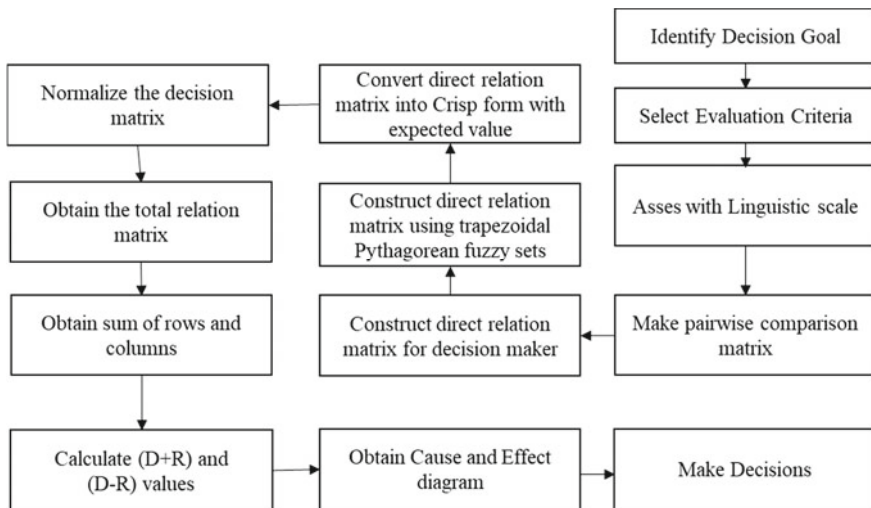 Identify Decision Goal
Select Evaluation Criteria
Asses with Linguistic scale
Make pairwise comparison
matrix
Construct direct relation
matrix for decision maker
Construct direct relation
matrix using trapezoidal
Pythagorean fuzzy sets
Convert direct relation
matrix into Crisp form with
expected value
Normalize the decision
matrix
Obtain the total relation
matrix
Obtain sum of rows and
columns
Calculate (D+R) and
(D-R) values
Obtain Cause and Effect
diagram
Make Decisions